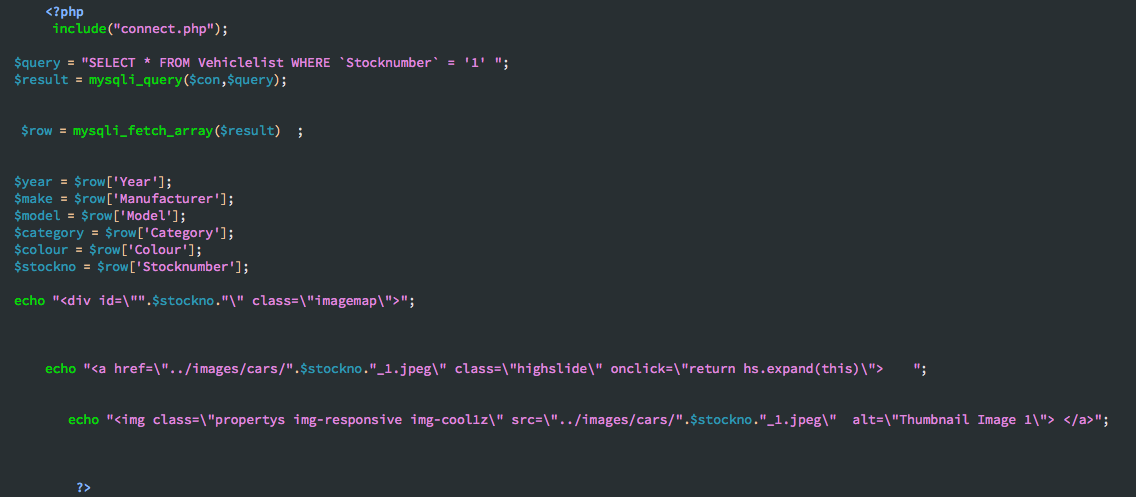 <?php
include("connect.php");
$query = "SELECT * FROM Vehiclelist WHERE `Stocknumber` = '1' ";
$result = mysqli_query($con,$query);
$row = mysqli_fetch_array($result)  ;
$year = $row['Year'];
$make = $row['Manufacturer'];
$model = $row['Model'];
$category = $row['Category'];
$colour = $row['Colour'];
$stockno = $row['Stocknumber'];
echo "<div id=\"".$stockno."\" class=\"imagemap\">";
echo "<a href=\"../images/cars/".$stockno."_1.jpeg\" class=\"highslide\" onclick=\"return hs.expand(this)\">    ";
echo "<img class=\"propertys img-responsive img-cool1z\" src=\"../images/cars/".$stockno."_1.jpeg\"  alt=\"Thumbnail Image 1\"> </a>";
?>